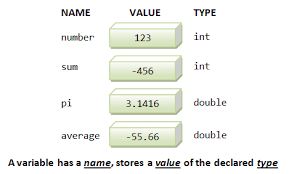 NAME VALUE TYPE
number 123 int
sum -456 int
pi 3.1416 double
average -55.66 double
A variable has a name, stores a value of the declared type